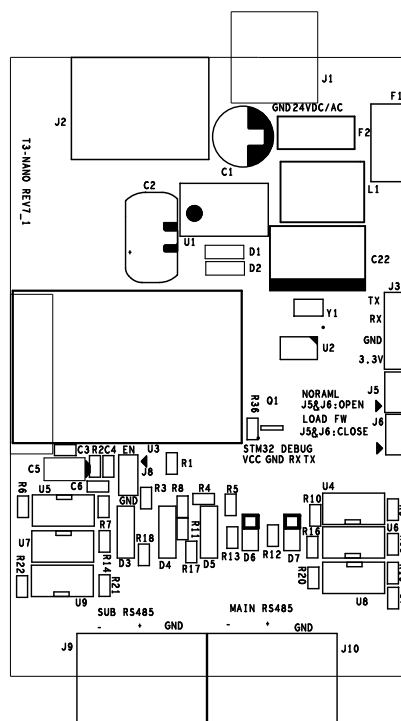 J1
F1
J2
GND 24VDC/AC
F2
C1
T3-NANO REV7_1
C2
L1
U1
D1
D2
C22
J3
TX
RX
GND
3.3V
Y1
U2
J5
NORAML
J5&J6:OPEN
LOAD FW
J5&J6:CLOSE
J6
R36
Q1
STM32 DEBUG
VCC GND RX TX
U3
C3 R2 C4
EN
J8
R1
C5
C6
GND
R6
U5
R7
R3
R8
R4
R5
R10
U4
U7
R14
D3
R18
D4
R11
R17
D5
R13
D6
R12
D7
R16
U6
R22
U9
R21
R20
U8
SUB RS485
MAIN RS485
- + GND
- + GND
J9
J10